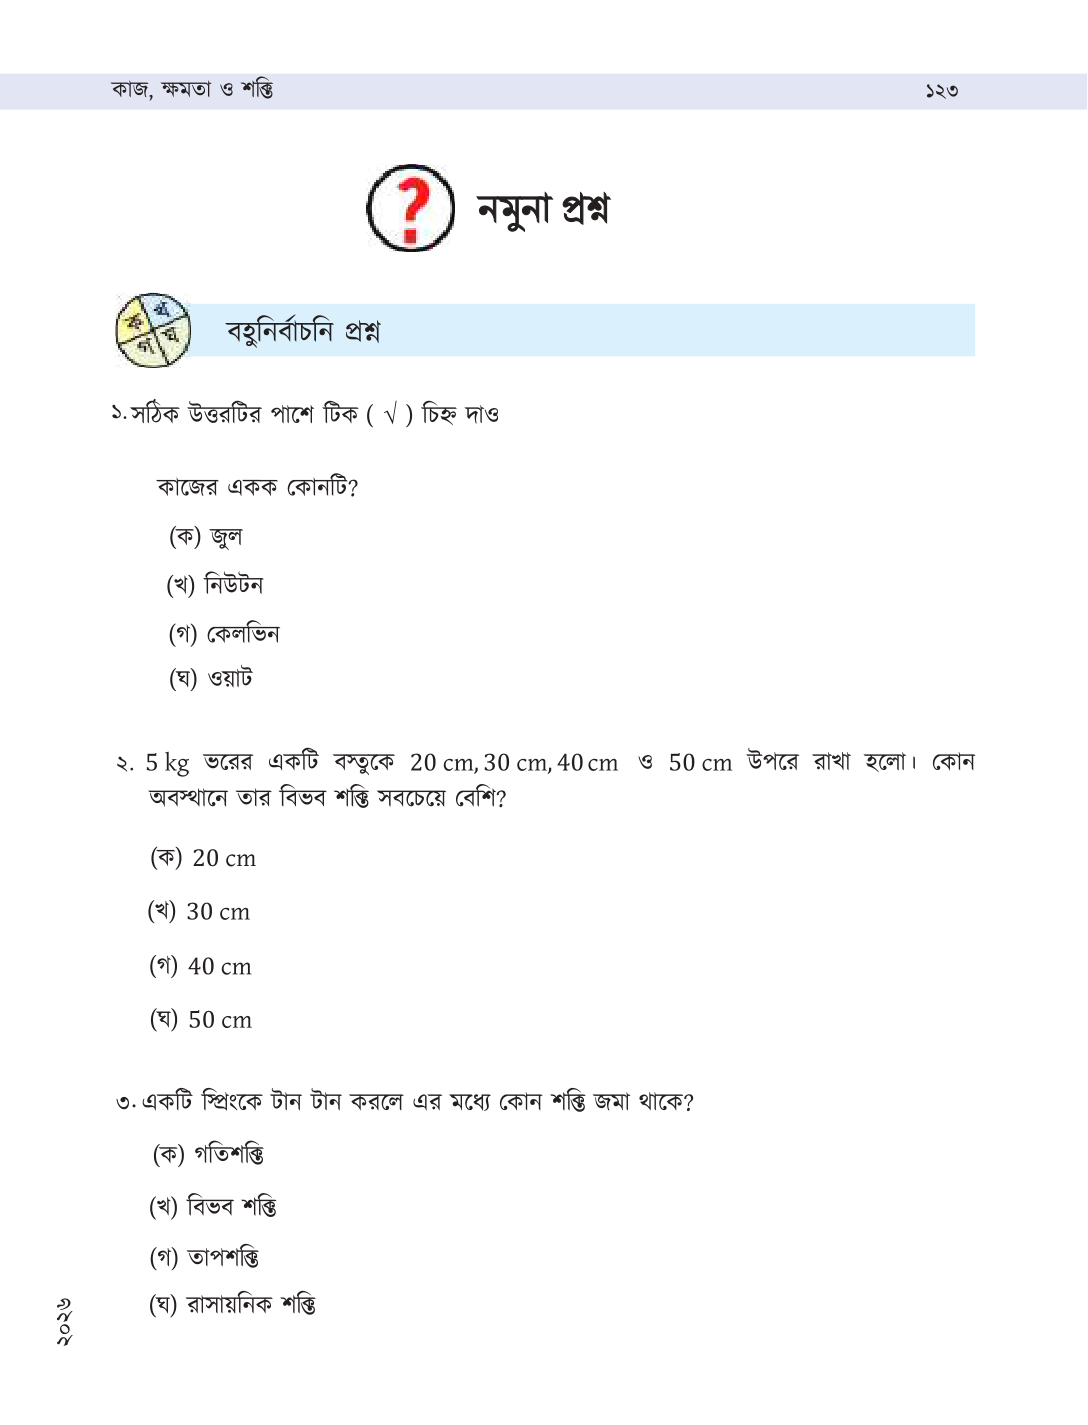 কাজ, ক্ষমতা ও শক্তি ১২৩
নমুনা প্রশ্ন
ক খ গ ঘ
বহুনির্বাচনি প্রশ্ন
১. সঠিক উত্তরটির পাশে টিক ( √ ) চিহ্ন দাও
কাজের একক কোনটি?
(ক) জুল
(খ) নিউটন
(গ) কেলভিন
(ঘ) ওয়াট
২. 5 kg ভরের একটি বস্তুকে 20 cm, 30 cm, 40 cm ও 50 cm উপরে রাখা হলো। কোন
অবস্থানে তার বিভব শক্তি সবচেয়ে বেশি?
(ক) 20 cm
(খ) 30 cm
(গ) 40 cm
(ঘ) 50 cm
৩. একটি স্প্রিংকে টান টান করলে এর মধ্যে কোন শক্তি জমা থাকে?
(ক) গতিশক্তি
(খ) বিভব শক্তি
(গ) তাপশক্তি
(ঘ) রাসায়নিক শক্তি
২০২৬